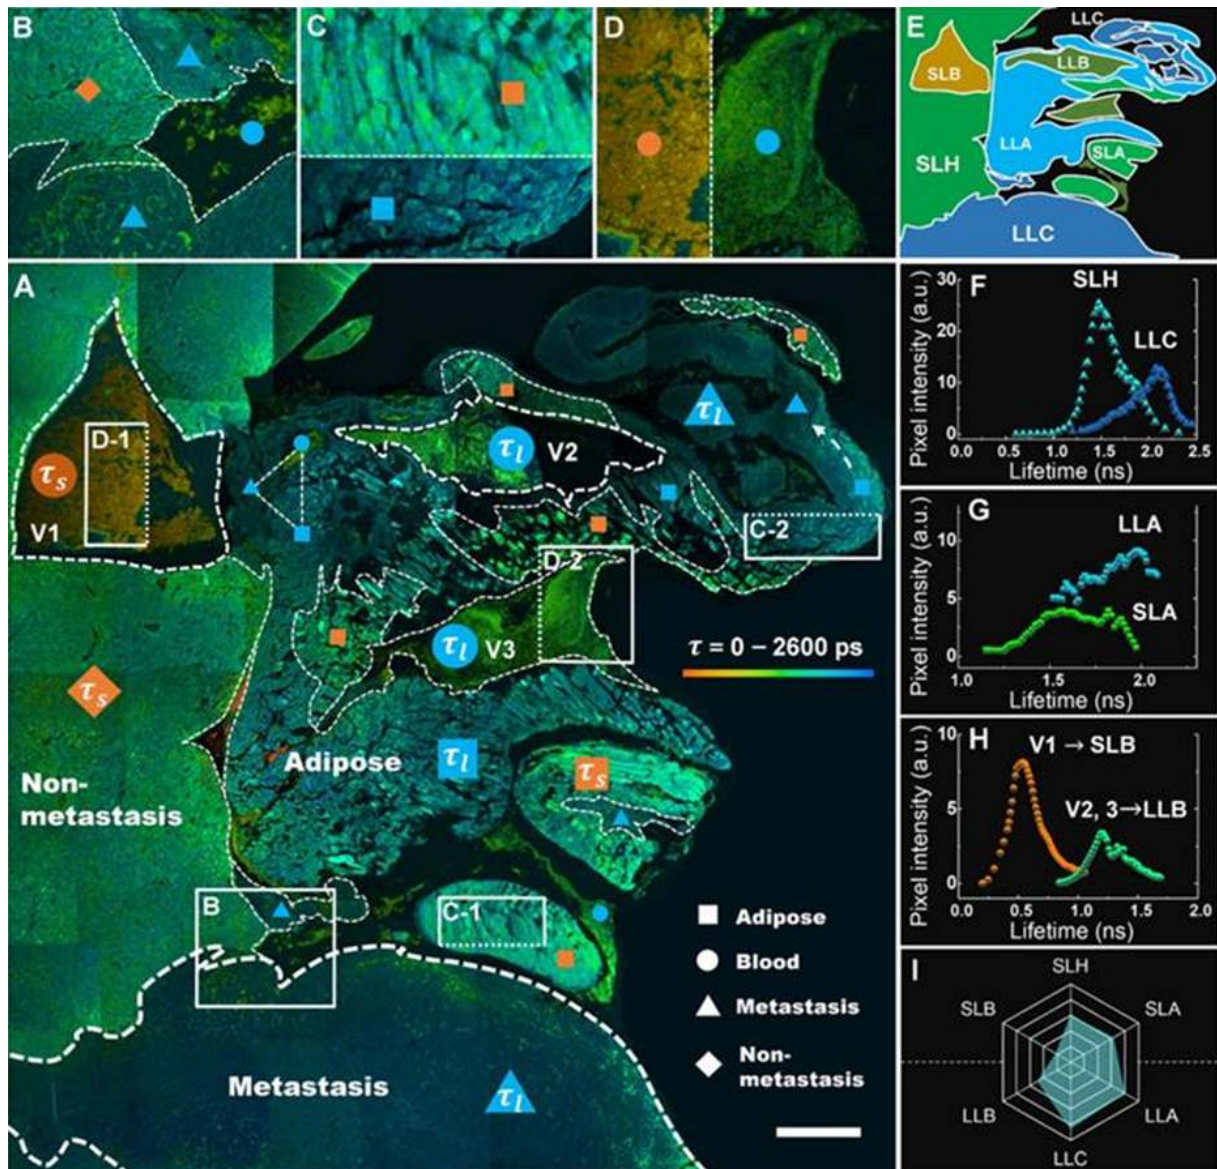 B
C
D
E
LLC
SLB
LLB
LLA
SLA
SLH
LLC
A
D-1
τs
V1
τl
V2
τl
C-2
D-2
τl
V3
τ = 0 – 2600 ps
τs
Non-
metastasis
Adipose
τl
τs
B
C-1
Adipose
Blood
Metastasis
Non-
metastasis
Metastasis
τl
F
SLH
LLC
Pixel intensity (a.u.)
30
20
10
0
0.0 0.5 1.0 1.5 2.0 2.5
Lifetime (ns)
G
LLA
SLA
Pixel intensity (a.u.)
10
5
0
1.0 1.5 2.0
Lifetime (ns)
H
V1 → SLB
V2, 3→LLB
Pixel intensity (a.u.)
10
5
0
0.0 0.5 1.0 1.5 2.0
Lifetime (ns)
I
SLH
SLB
SLA
LLB
LLA
LLC